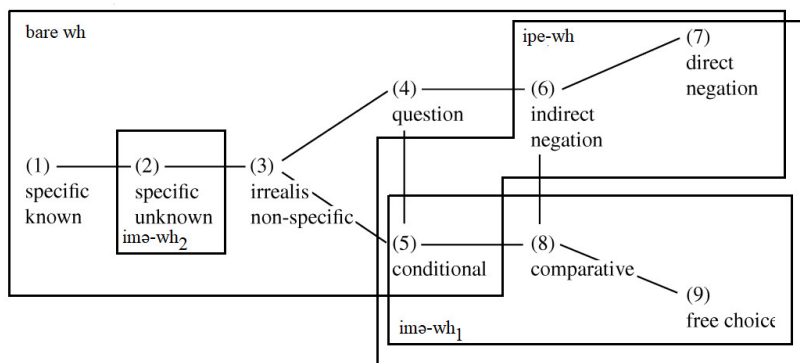 bare wh
ipe-wh
(7)
direct
negation
(4)
question
(6)
indirect
negation
(1)
specific
known
(2)
specific
unknown
imə-wh2
(3)
irrealis
non-specific
(5)
conditional
(8)
comparative
(9)
free choice
imə-wh1